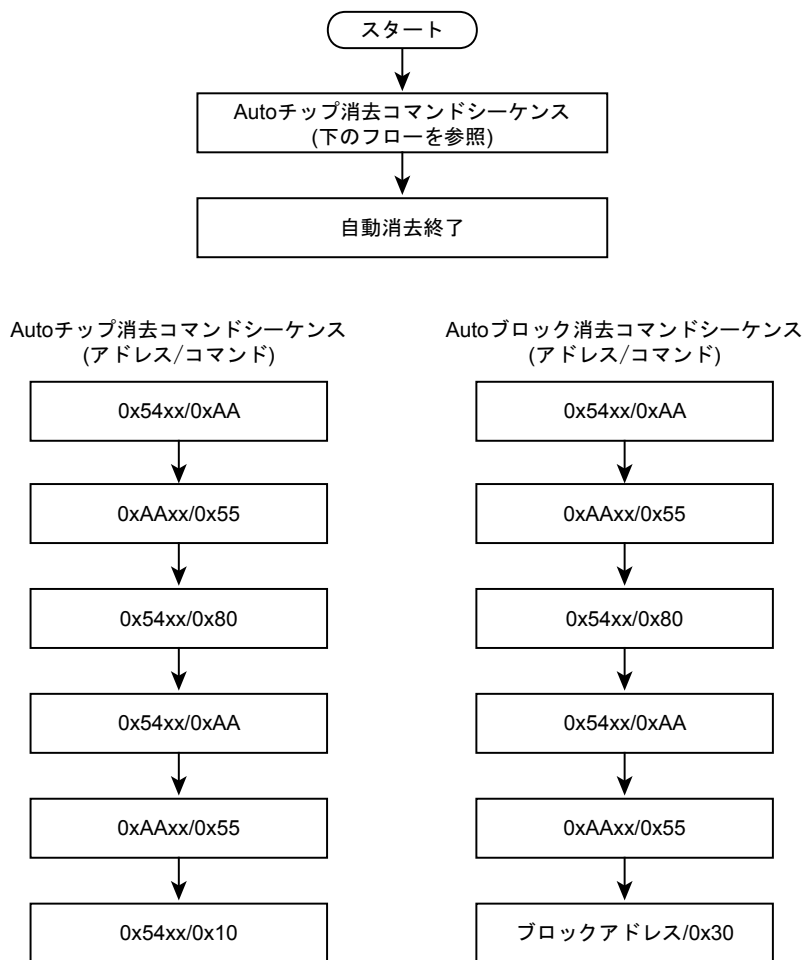 スタート
Autoチップ消去コマンドシーケンス
(下のフローを参照)
自動消去終了
Autoチップ消去コマンドシーケンス
(アドレス/コマンド)
0x54xx/0xAA
0xAAxx/0x55
0x54xx/0x80
0x54xx/0xAA
0xAAxx/0x55
0x54xx/0x10
Autoブロック消去コマンドシーケンス
(アドレス/コマンド)
0x54xx/0xAA
0xAAxx/0x55
0x54xx/0x80
0x54xx/0xAA
0xAAxx/0x55
ブロックアドレス/0x30